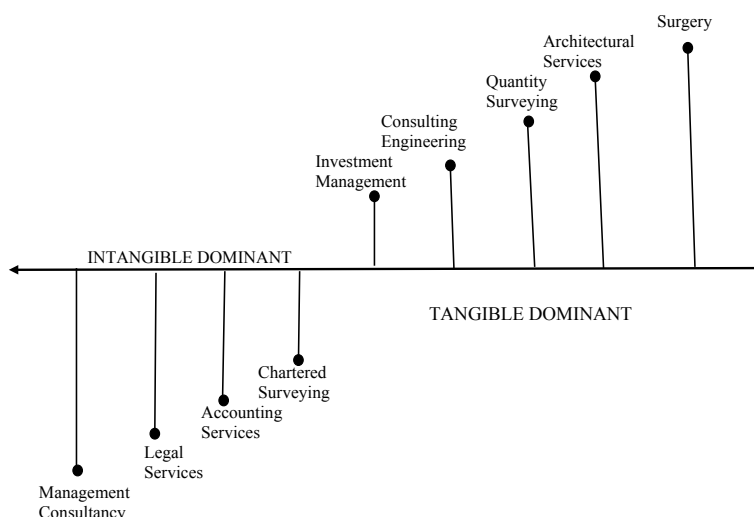 Surgery
Architectural
Services
Quantity
Surveying
Consulting
Engineering
Investment
Management
INTANGIBLE DOMINANT
TANGIBLE DOMINANT
Chartered
Surveying
Accounting
Services
Legal
Services
Management
Consultancy